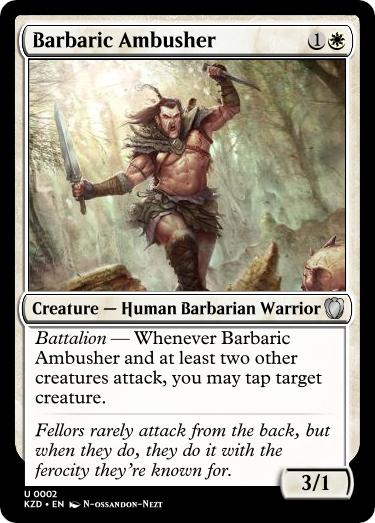 Barbaric Ambusher 1
Creature — Human Barbarian Warrior
Battalion — Whenever Barbaric
Ambusher and at least two other
creatures attack, you may tap target
creature.
Fellors rarely attack from the back, but
when they do, they do it with the
ferocity they're known for.
3/1
U 0002
KZD • EN N-ossandon-Nezt